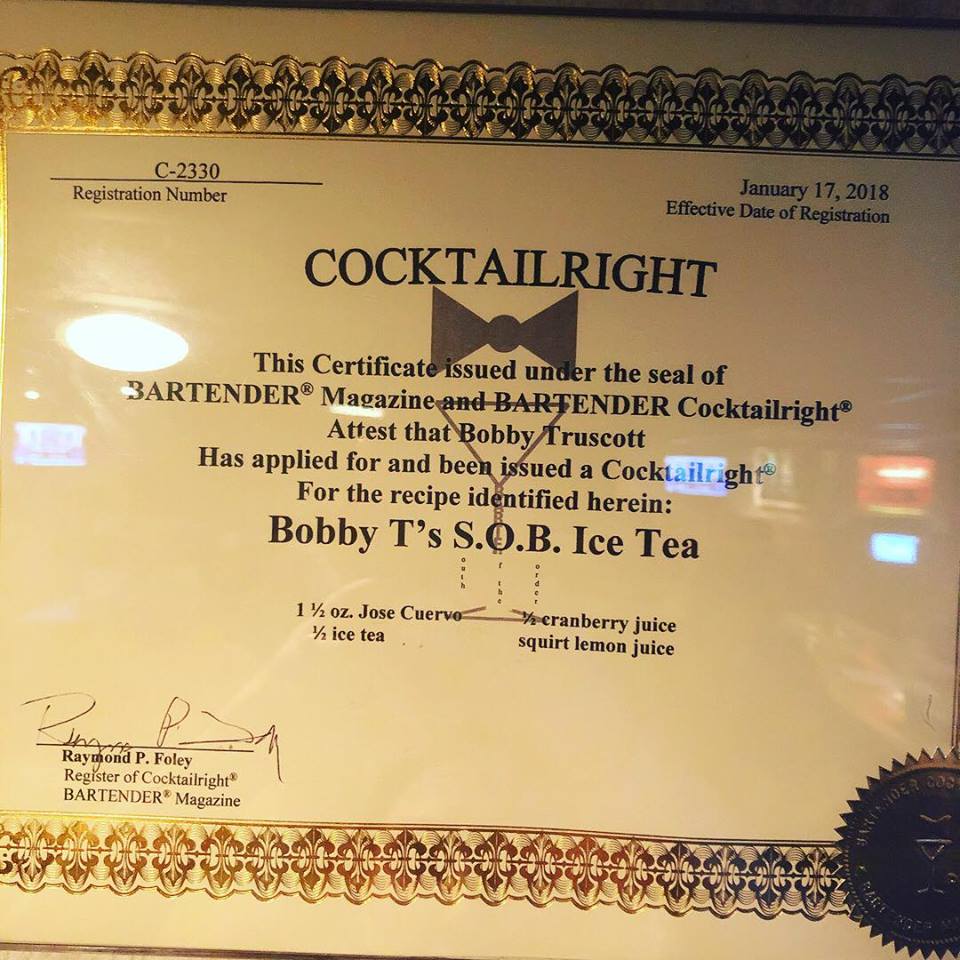 C-2330
Registration Number
January 17, 2018
Effective Date of Registration
COCKTAILRIGHT
This Certificate issued under the seal of
BARTENDER® Magazine and BARTENDER Cocktailright®
Attest that Bobby Truscott
Has applied for and been issued a Cocktailright®
For the recipe identified herein:
Bobby T's S.O.B. Ice Tea
outh
f the
order
1 ½ oz. Jose Cuervo
½ cranberry juice
½ ice tea
squirt lemon juice
Raymond P. Foley
Register of Cocktailright®
BARTENDER® Magazine
BARTENDER